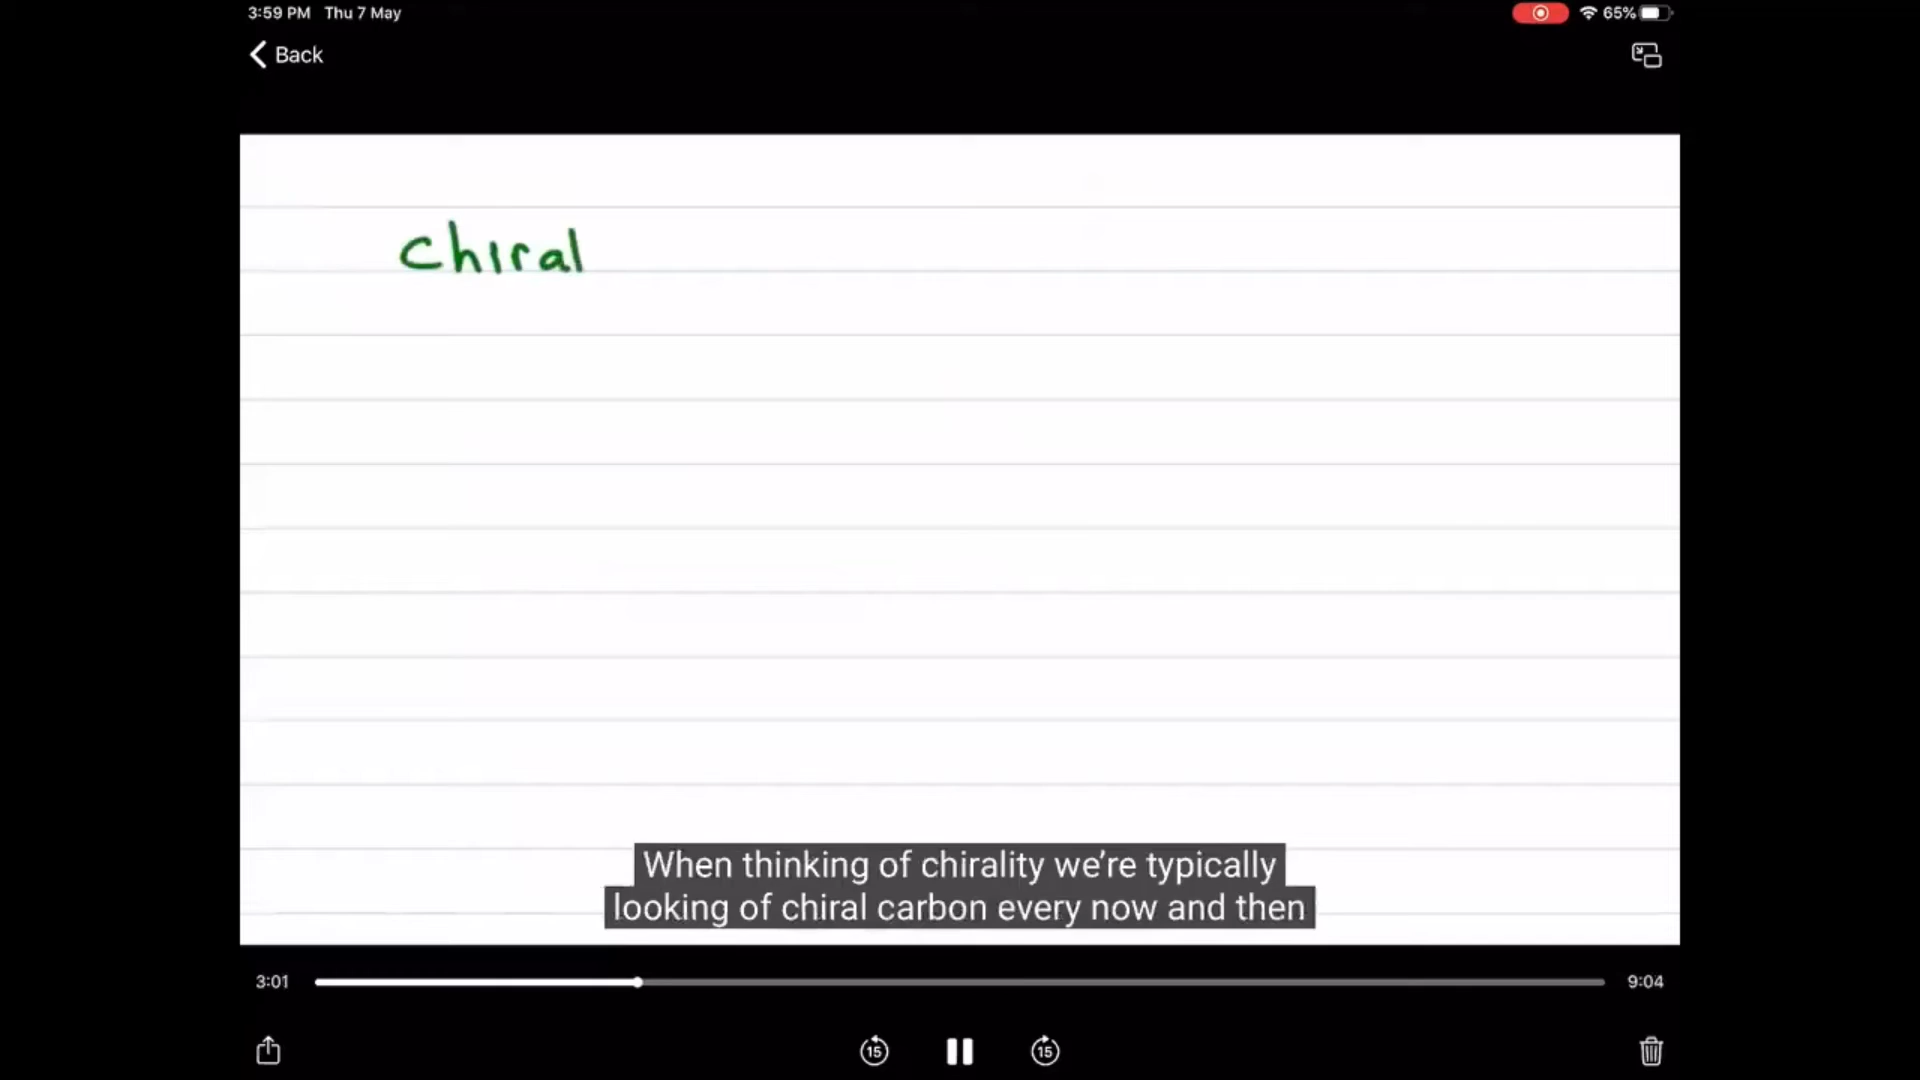 3:59 PM Thu 7 May
65%
Back
Chiral
When thinking of chirality we're typically
looking of chiral carbon every now and then
3:01
9:04
15
15